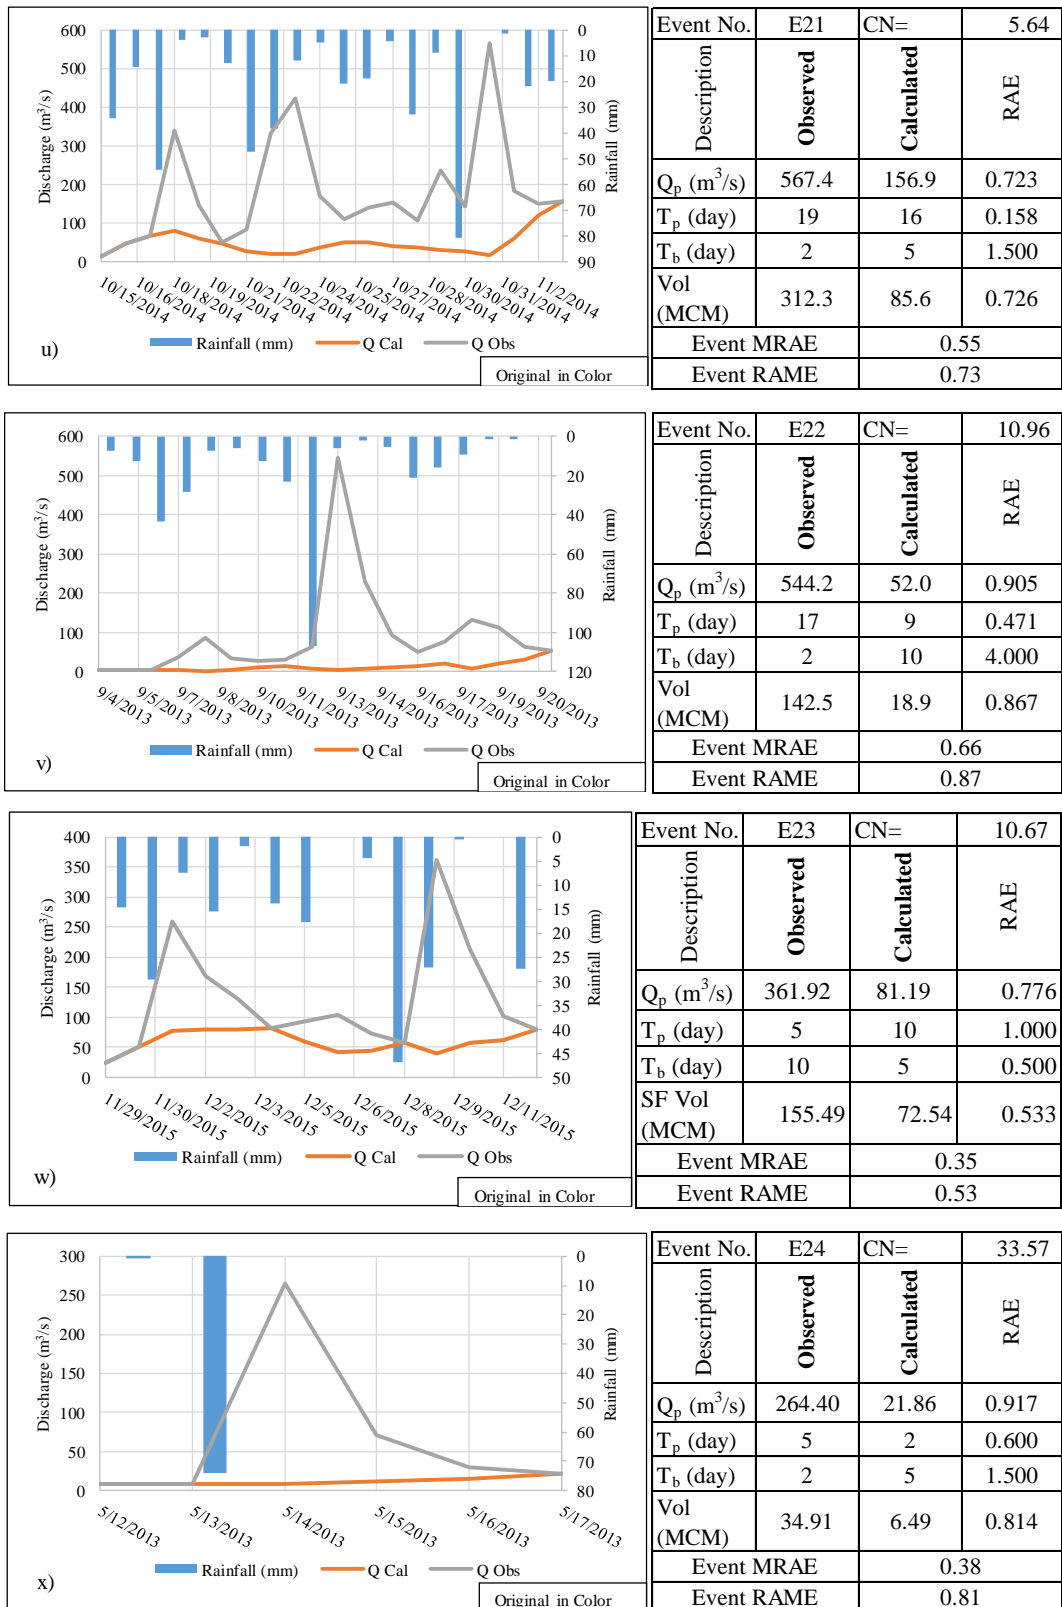 600
500
400
300
200
100
0
Discharge (m³/s)
0
10
20
30
40
50
60
70
80
90
Rainfall (mm)
10/15/2014
10/16/2014
10/18/2014
10/19/2014
10/21/2014
10/22/2014
10/24/2014
10/25/2014
10/27/2014
10/28/2014
10/30/2014
10/31/2014
11/2/2014
u)
Rainfall (mm) Q Cal Q Obs
Original in Color
Event No. E21 CN= 5.64
Description Observed Calculated RAE
Qp (m³/s) 567.4 156.9 0.723
Tp (day) 19 16 0.158
Tb (day) 2 5 1.500
Vol
(MCM) 312.3 85.6 0.726
Event MRAE 0.55
Event RAME 0.73
600
500
400
300
200
100
0
Discharge (m³/s)
0
20
40
60
80
100
120
Rainfall (mm)
9/4/2013
9/5/2013
9/7/2013
9/8/2013
9/10/2013
9/11/2013
9/13/2013
9/14/2013
9/16/2013
9/17/2013
9/19/2013
9/20/2013
v)
Rainfall (mm) Q Cal Q Obs
Original in Color
Event No. E22 CN= 10.96
Description Observed Calculated RAE
Qp (m³/s) 544.2 52.0 0.905
Tp (day) 17 9 0.471
Tb (day) 2 10 4.000
Vol
(MCM) 142.5 18.9 0.867
Event MRAE 0.66
Event RAME 0.87
400
350
300
250
200
150
100
50
0
Discharge (m³/s)
0
5
10
15
20
25
30
35
40
45
50
Rainfall (mm)
11/29/2015
11/30/2015
12/2/2015
12/3/2015
12/5/2015
12/6/2015
12/8/2015
12/9/2015
12/11/2015
w)
Rainfall (mm) Q Cal Q Obs
Original in Color
Event No. E23 CN= 10.67
Description Observed Calculated RAE
Qp (m³/s) 361.92 81.19 0.776
Tp (day) 5 10 1.000
Tb (day) 10 5 0.500
SF Vol
(MCM) 155.49 72.54 0.533
Event MRAE 0.35
Event RAME 0.53
300
250
200
150
100
50
0
Discharge (m³/s)
0
10
20
30
40
50
60
70
80
Rainfall (mm)
5/12/2013
5/13/2013
5/14/2013
5/15/2013
5/16/2013
5/17/2013
x)
Rainfall (mm) Q Cal Q Obs
Original in Color
Event No. E24 CN= 33.57
Description Observed Calculated RAE
Qp (m³/s) 264.40 21.86 0.917
Tp (day) 5 2 0.600
Tb (day) 2 5 1.500
Vol
(MCM) 34.91 6.49 0.814
Event MRAE 0.38
Event RAME 0.81